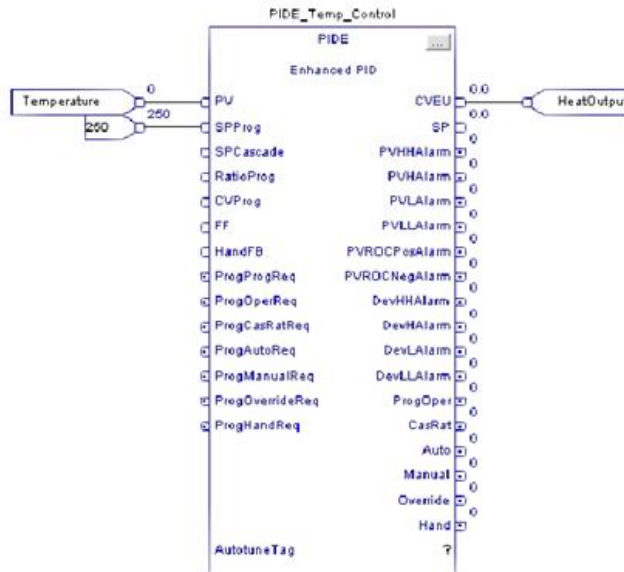 PIDE_Temp_Control
PIDE
...
Enhanced PID
0
0.0
Temperature
PV
CVEU
HeatOutput
250
0.0
250
SPProg
SP
0
SPCascade
PVHHAlarm
0
RatioProg
PVHAlarm
0
CVProg
PVLAlarm
0
FF
PVLLAlarm
0
HandFB
PVROCPosAlarm
0
ProgProgReq
PVROCNegAlarm
0
ProgOperReq
DevHHAlarm
0
ProgCasRatReq
DevHAlarm
0
ProgAutoReq
DevLAlarm
0
ProgManualReq
DevLLAlarm
0
ProgOverrideReq
ProgOper
0
ProgHandReq
CasRat
0
Auto
0
Manual
0
Override
0
Hand
AutotuneTag
?